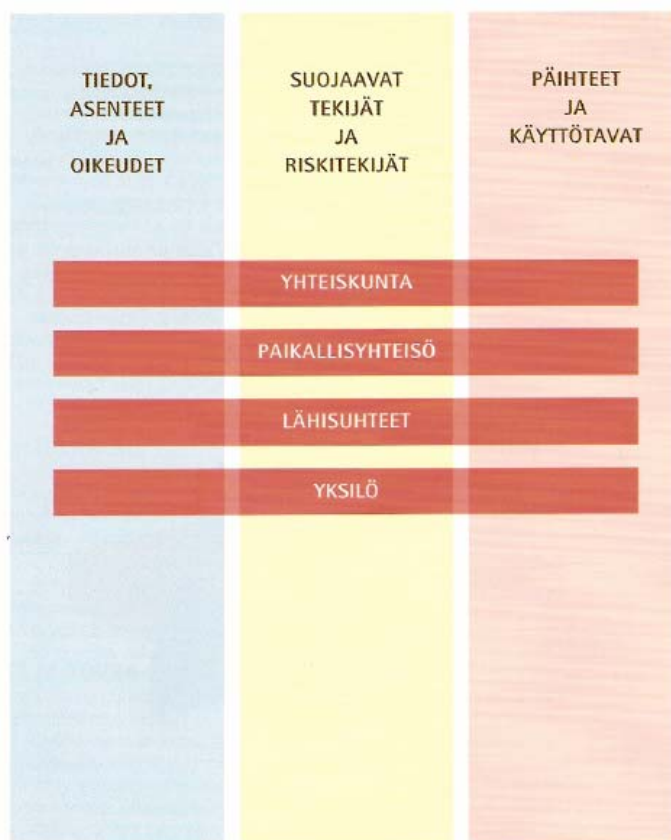 TIEDOT,
ASENTEET
JA
OIKEUDET
SUOJAAVAT
TEKIJÄT
JA
RISKITEKIJÄT
PÄIHTEET
JA
KÄYTTÖTAVAT
YHTEISKUNTA
PAIKALLISYHTEISÖ
LÄHISUHTEET
YKSILÖ